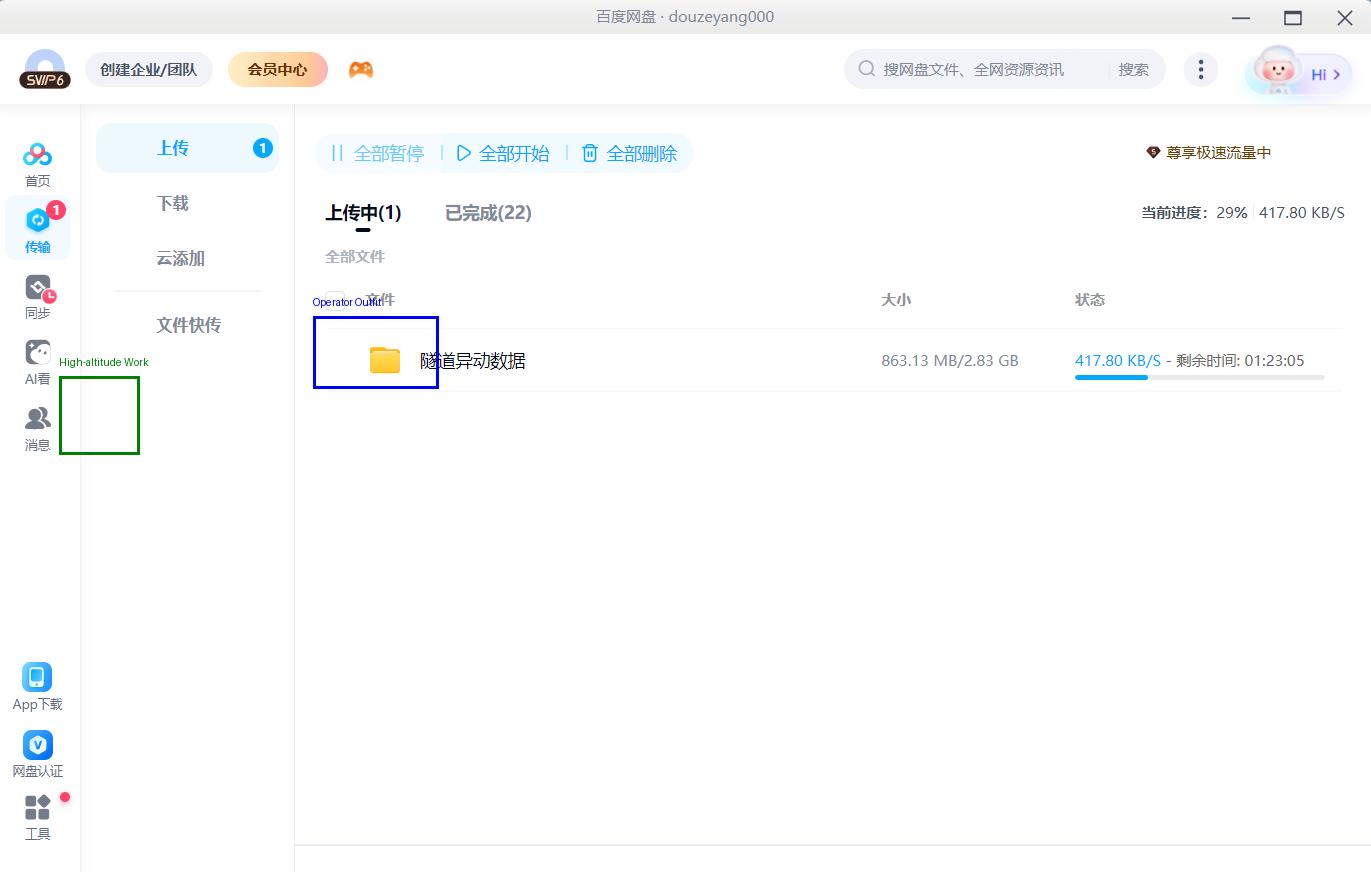 百度网盘 · douzeyang000
SVIP6
创建企业/团队
会员中心
搜网盘文件、全网资源资讯
搜索
Hi
首页
1
传输
同步
AI看
消息
App下载
网盘认证
工具
上传
1
下载
云添加
文件快传
全部暂停
全部开始
全部删除
尊享极速流量中
上传中(1)
已完成(22)
当前进度：29%
417.80 KB/S
全部文件
Operator Outfit
文件
大小
状态
隧道异动数据
863.13 MB/2.83 GB
417.80 KB/S - 剩余时间: 01:23:05
High-altitude Work